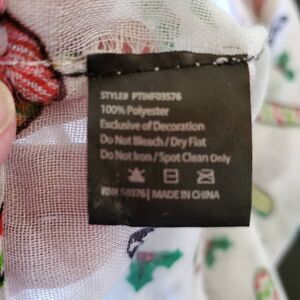 STYLE# PTINF03576
100% Polyester
Exclusive of Decoration
Do Not Bleach / Dry Flat
Do Not Iron / Spot Clean Only
MADE IN CHINA